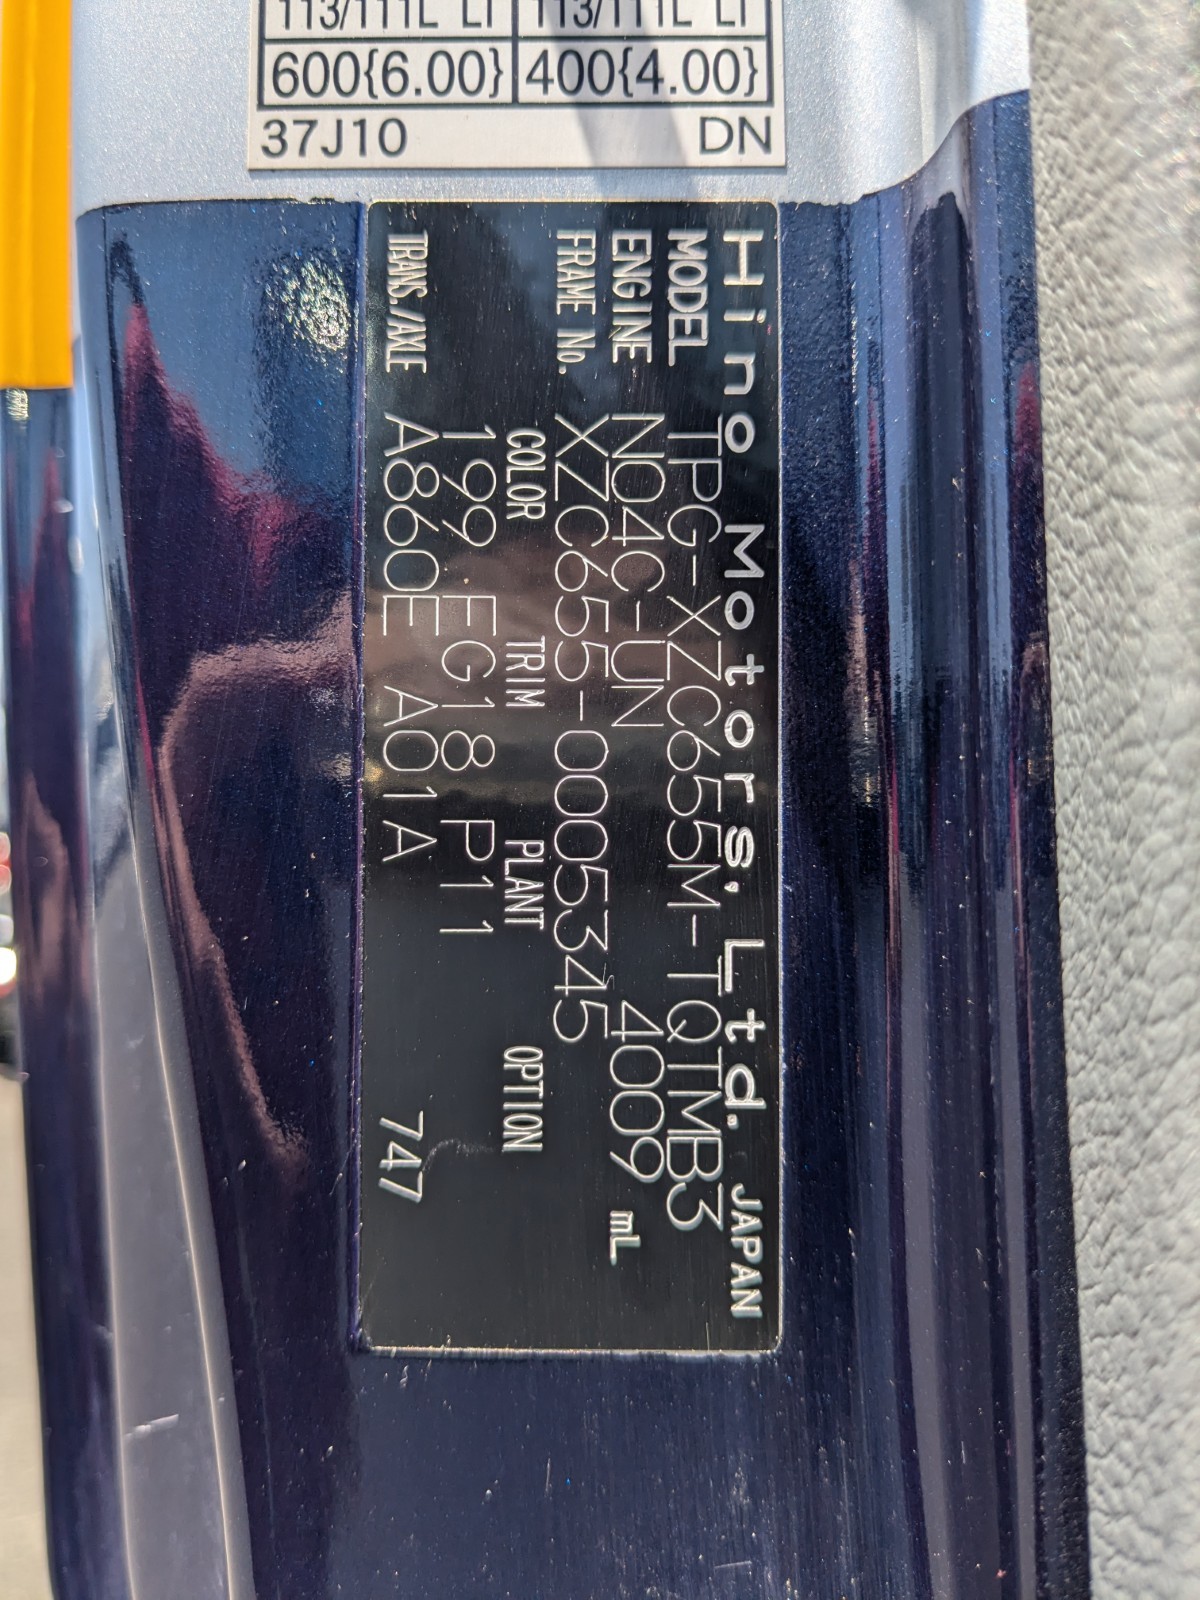 113/111L LT 113/111L LT
600{6.00} 400{4.00}
37J10 DN
Hino Motors, Ltd. JAPAN
MODEL TPG-XZC655M-TQTMB3
ENGINE N04C-UN 4009 mL
FRAME No. XZC655-0005345
COLOR TRIM PLANT OPTION
199 EG18 P11
TRANS./AXLE A860E A01A 747